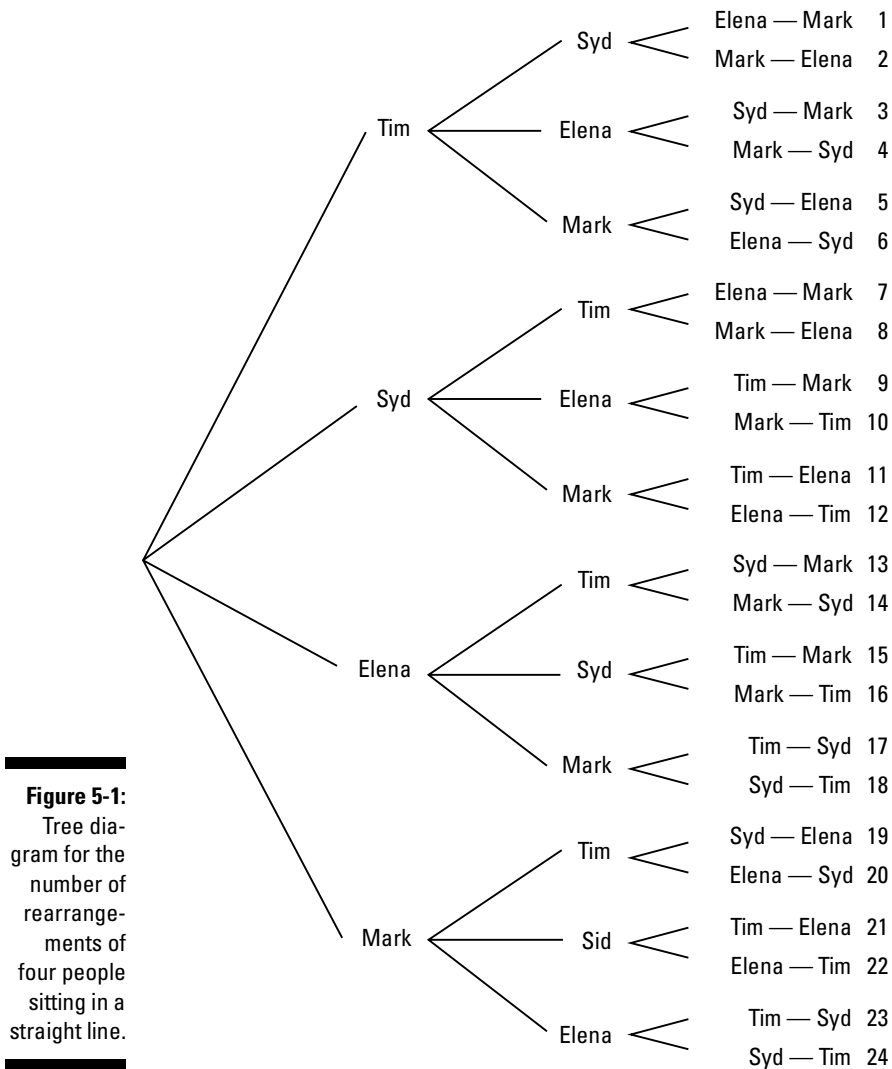 Elena — Mark 1
Syd
Mark — Elena 2
Syd — Mark 3
Tim
Elena
Mark — Syd 4
Syd — Elena 5
Mark
Elena — Syd 6
Elena — Mark 7
Tim
Mark — Elena 8
Tim — Mark 9
Syd
Elena
Mark — Tim 10
Tim — Elena 11
Mark
Elena — Tim 12
Syd — Mark 13
Tim
Mark — Syd 14
Tim — Mark 15
Elena
Syd
Mark — Tim 16
Tim — Syd 17
Mark
Syd — Tim 18
Syd — Elena 19
Tim
Elena — Syd 20
Tim — Elena 21
Mark
Sid
Elena — Tim 22
Tim — Syd 23
Elena
Syd — Tim 24
Figure 5-1:
Tree dia-
gram for the
number of
rearrange-
ments of
four people
sitting in a
straight line.